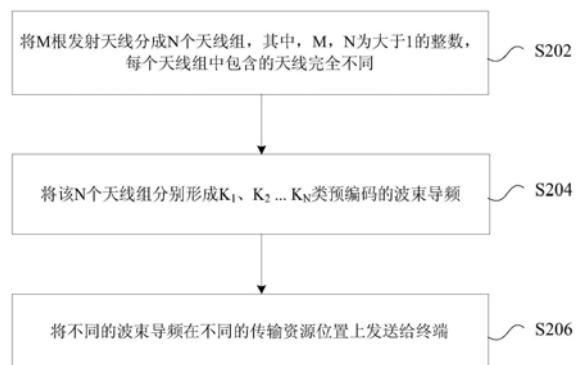 将M根发射天线分成N个天线组，其中，M，N为大于1的整数，
每个天线组中包含的天线完全不同
S202
将该N个天线组分别形成K₁、K₂ ... K_N类预编码的波束导频
S204
将不同的波束导频在不同的传输资源位置上发送给终端
S206